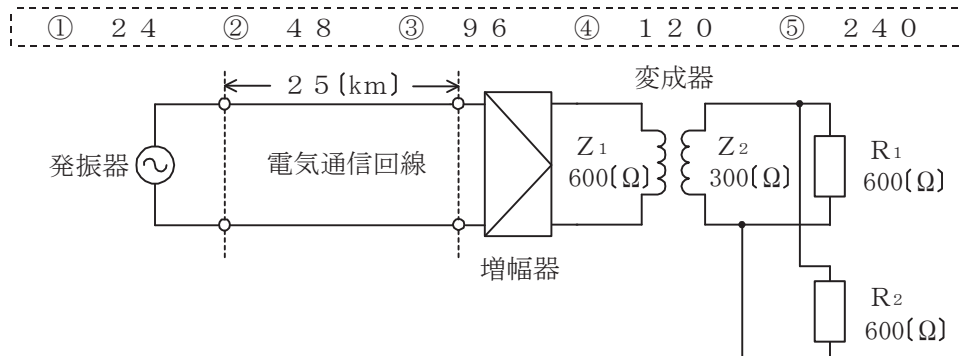 ① 24 ② 48 ③ 96 ④ 120 ⑤ 240
25〔km〕
変成器
発振器
電気通信回線
Z1
600〔Ω〕
Z2
300〔Ω〕
R1
600〔Ω〕
増幅器
R2
600〔Ω〕